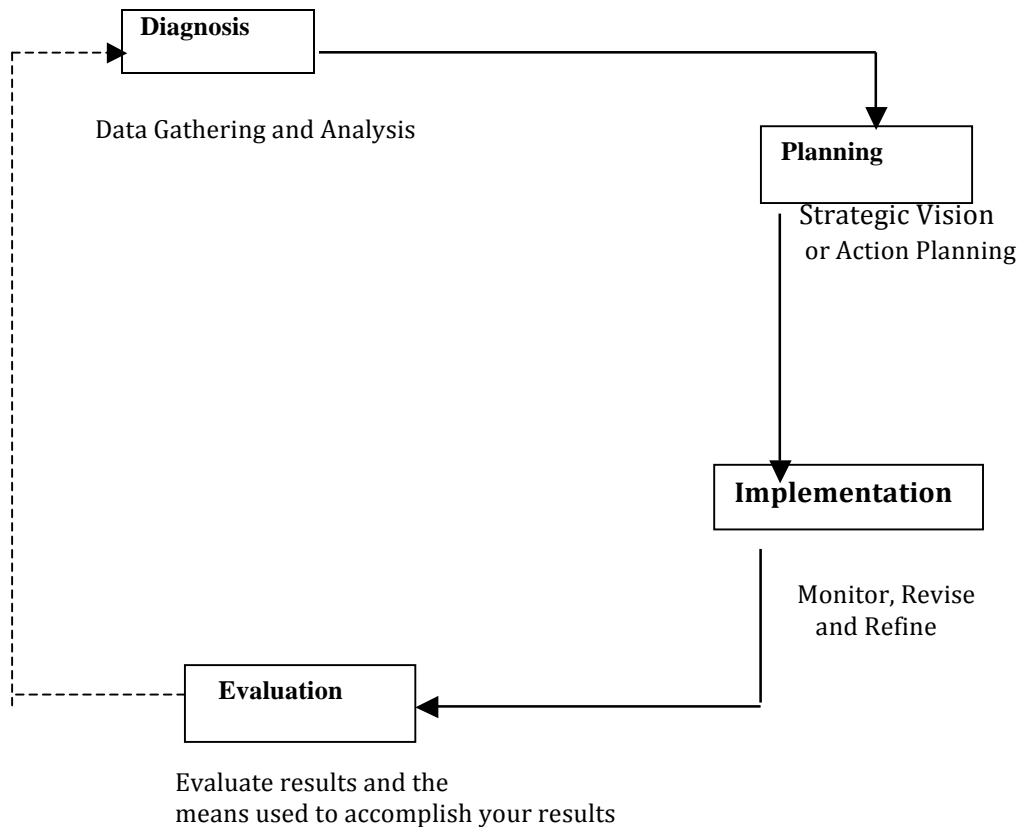 Diagnosis
Data Gathering and Analysis
Planning
Strategic Vision
or Action Planning
Implementation
Monitor, Revise
and Refine
Evaluation
Evaluate results and the
means used to accomplish your results